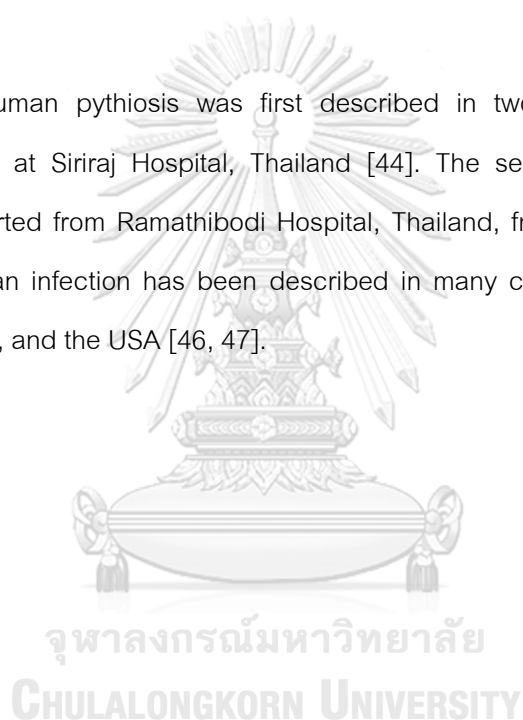 uman pythiosis was first described in tw
at Siriraj Hospital, Thailand [44]. The se
rted from Ramathibodi Hospital, Thailand, fr
an infection has been described in many c
, and the USA [46, 47].
จุฬาลงกรณ์มหาวิทยาลัย
CHULALONGKORN UNIVERSITY